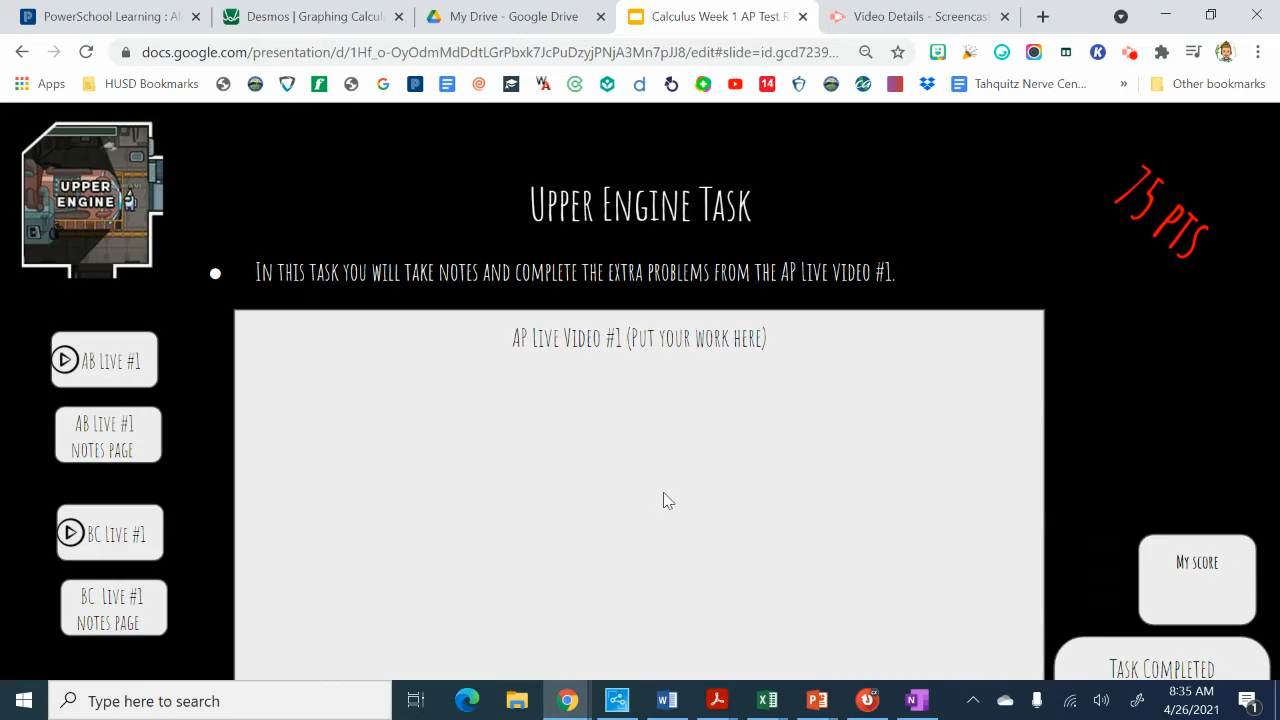 PowerSchool Learning : Al
Desmos | Graphing Calcul
My Drive - Google Drive
Calculus Week 1 AP Test R
Video Details - Screencast
docs.google.com/presentation/d/1Hf_o-OyOdmMdDdtLGrPbxk7JcPuDzyjPNjA3Mn7pJJ8/edit#slide=id.gcd7239...
Apps
HUSD Bookmarks
14
Tahquitz Nerve Cen...
»
Other bookmarks
UPPER
ENGINE
Upper Engine Task
75 PTS
In this task you will take notes and complete the extra problems from the AP Live video #1.
AP Live Video #1 (Put your work here)
AB Live #1
AB Live #1
notes page
BC Live #1
BC Live #1
notes page
My score
Task Completed
Type here to search
8:35 AM
4/26/2021
1